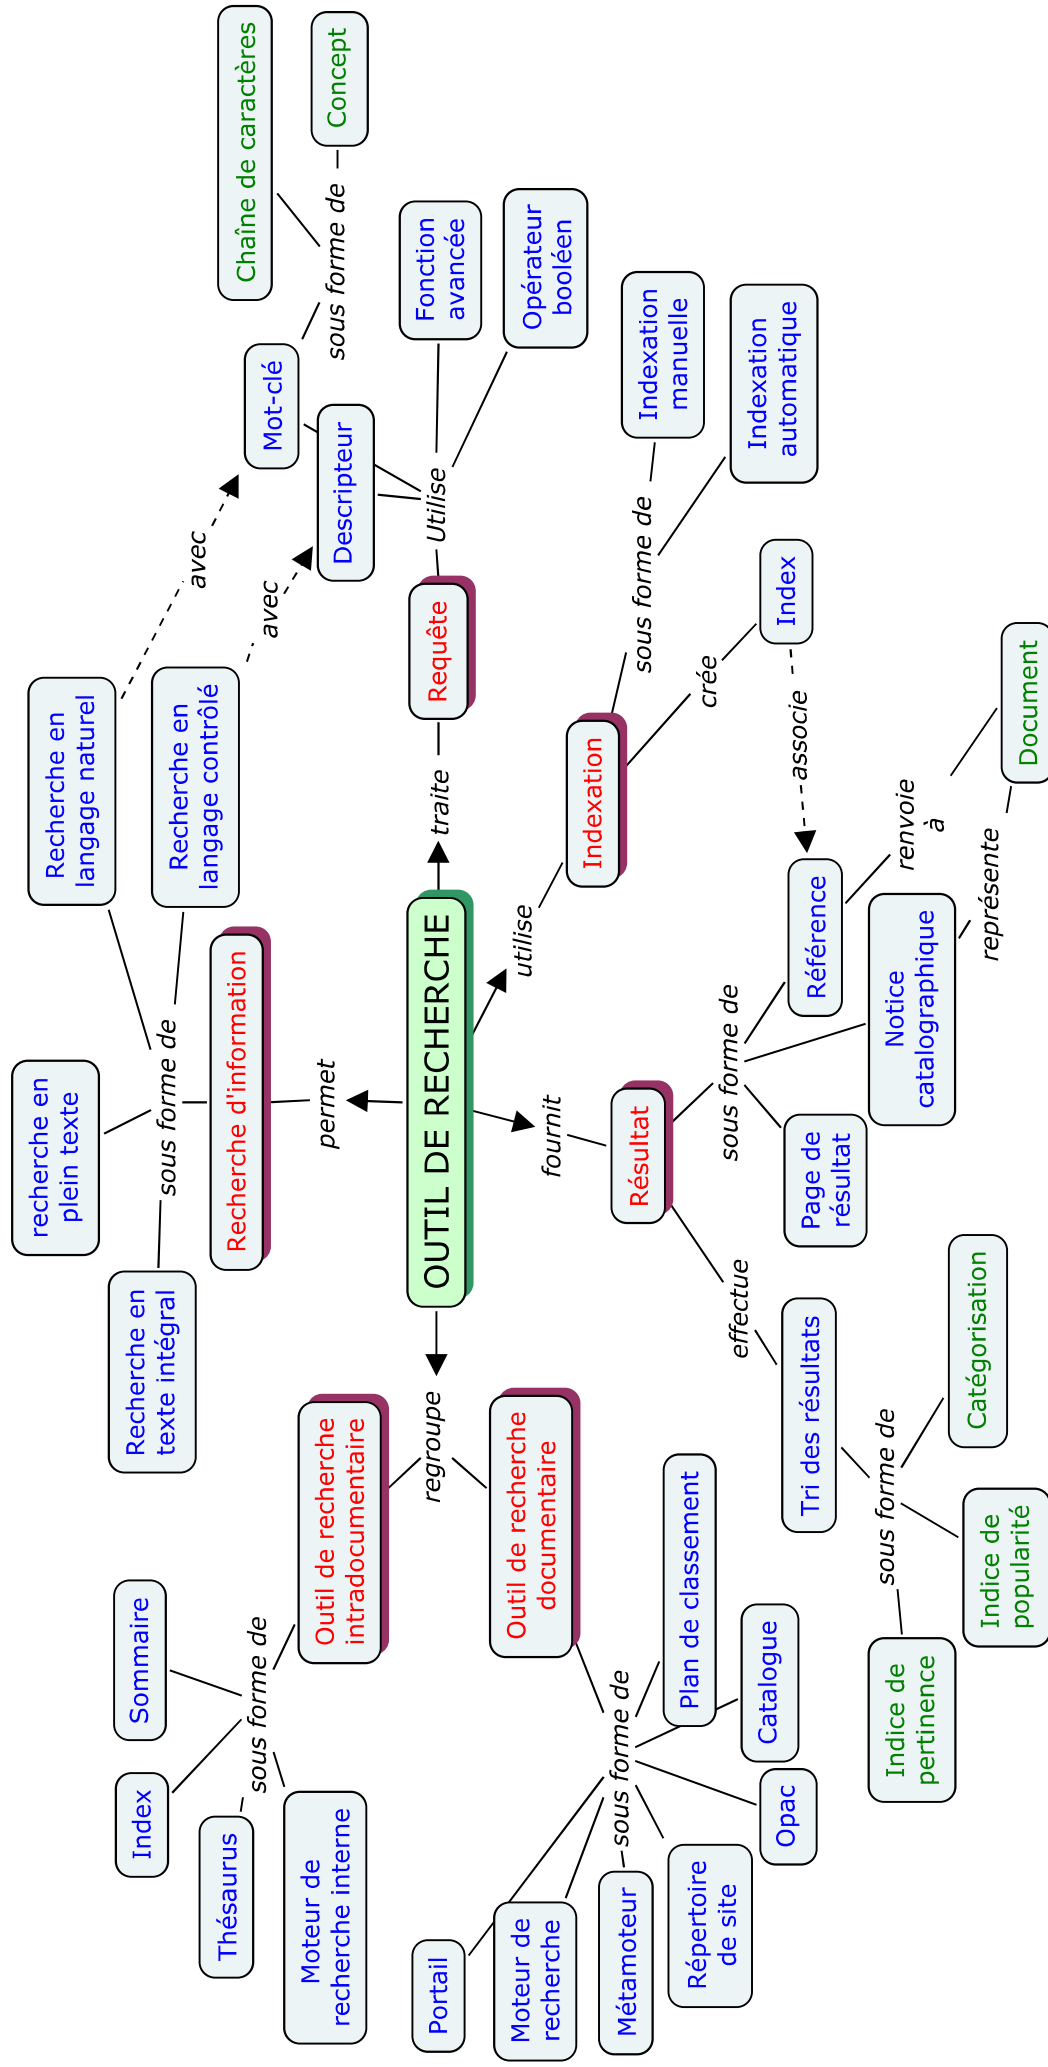 Sommaire
Index
Thésaurus
Moteur de
recherche interne
sous forme de
Outil de recherche
intradocumentaire
Portail
Moteur de
recherche
Métamoteur
Répertoire
de site
Opac
Catalogue
Plan de classement
sous forme de
Outil de recherche
documentaire
regroupe
Recherche en
texte intégral
recherche en
plein texte
Recherche en
langage naturel
Recherche en
langage contrôlé
sous forme de
Recherche d'information
permet
OUTIL DE RECHERCHE
avec
avec
Mot-clé
Descripteur
sous forme de
Chaîne de caractères
Concept
Fonction
avancée
Opérateur
booléen
Utilise
Requête
traite
utilise
Indexation
sous forme de
Indexation
manuelle
Indexation
automatique
crée
Index
associe
fournit
Résultat
sous forme de
Page de
résultat
Notice
catalographique
Référence
renvoie
à
représente
Document
effectue
Tri des résultats
sous forme de
Indice de
pertinence
Indice de
popularité
Catégorisation